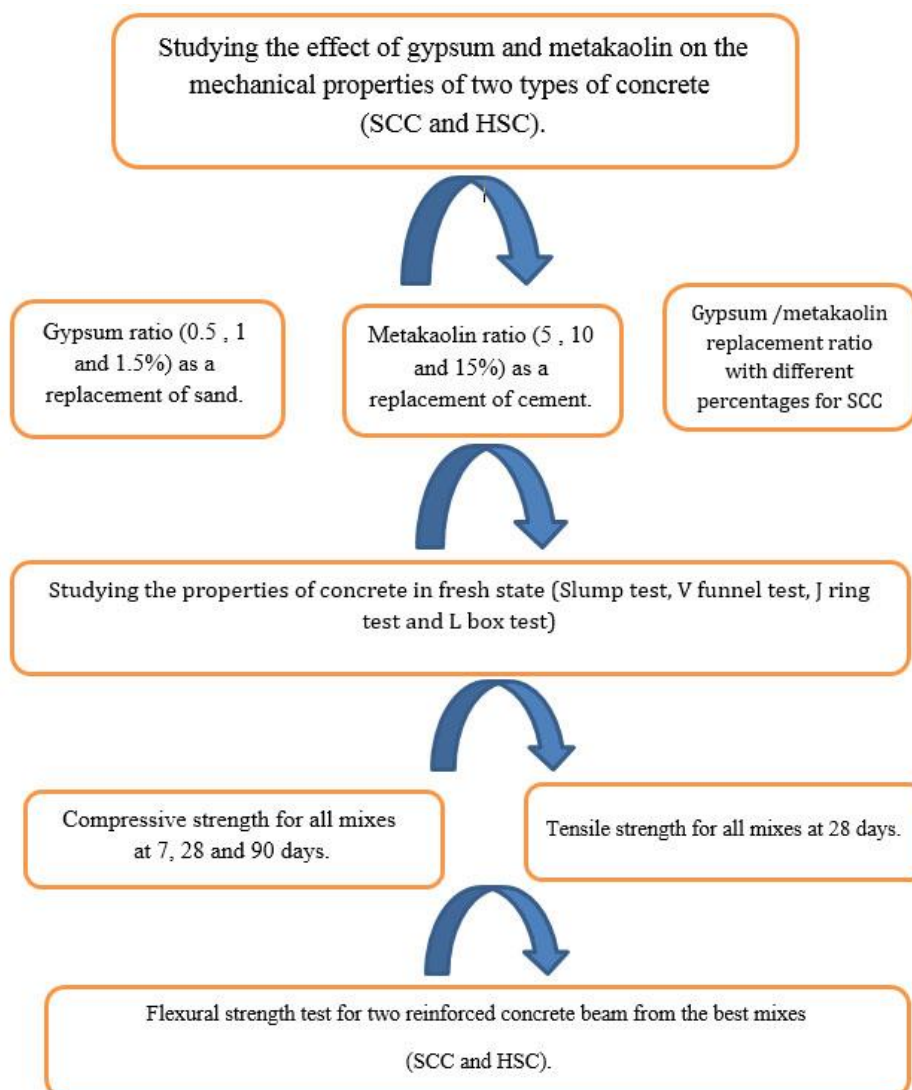 Studying the effect of gypsum and metakaolin on the
mechanical properties of two types of concrete
(SCC and HSC).
Gypsum ratio (0.5 , 1
and 1.5%) as a
replacement of sand.
Metakaolin ratio (5 , 10
and 15%) as a
replacement of cement.
Gypsum /metakaolin
replacement ratio
with different
percentages for SCC
Studying the properties of concrete in fresh state (Slump test, V funnel test, J ring
test and L box test)
Compressive strength for all mixes
at 7, 28 and 90 days.
Tensile strength for all mixes at 28 days.
Flexural strength test for two reinforced concrete beam from the best mixes
(SCC and HSC).